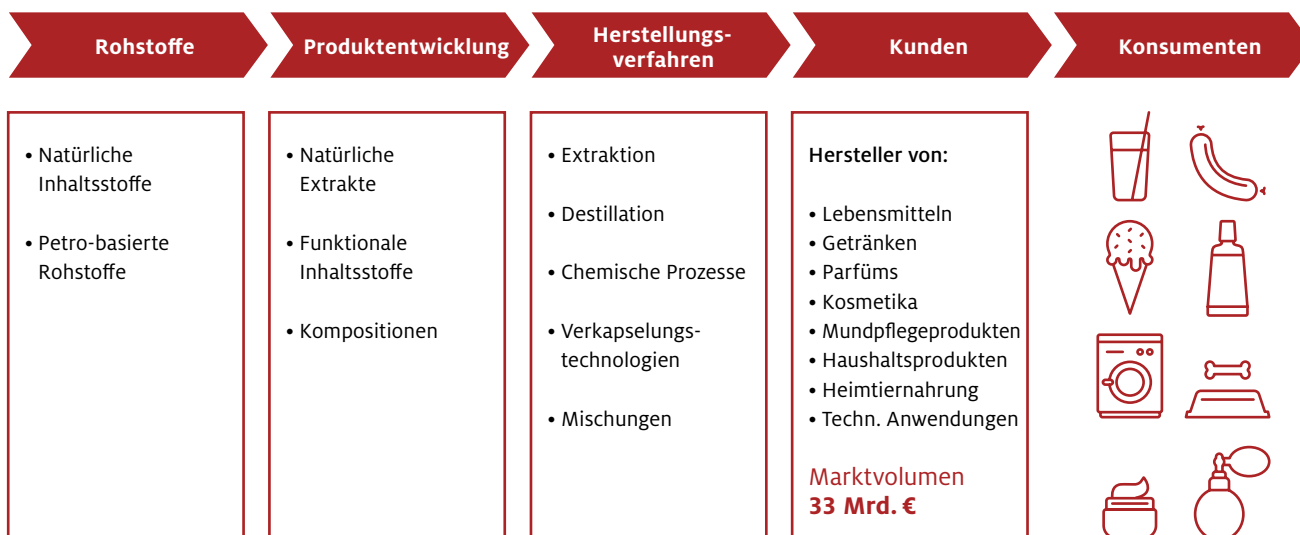 Rohstoffe
Produktentwicklung
Herstellungs-
verfahren
Kunden
Konsumenten
• Natürliche
Inhaltsstoffe
• Petro-basierte
Rohstoffe
• Natürliche
Extrakte
• Funktionale
Inhaltsstoffe
• Kompositionen
• Extraktion
• Destillation
• Chemische Prozesse
• Verkapselungs-
technologien
• Mischungen
Hersteller von:
• Lebensmitteln
• Getränken
• Parfüms
• Kosmetika
• Mundpflegeprodukten
• Haushaltsprodukten
• Heimtiernahrung
• Techn. Anwendungen
Marktvolumen
33 Mrd. €